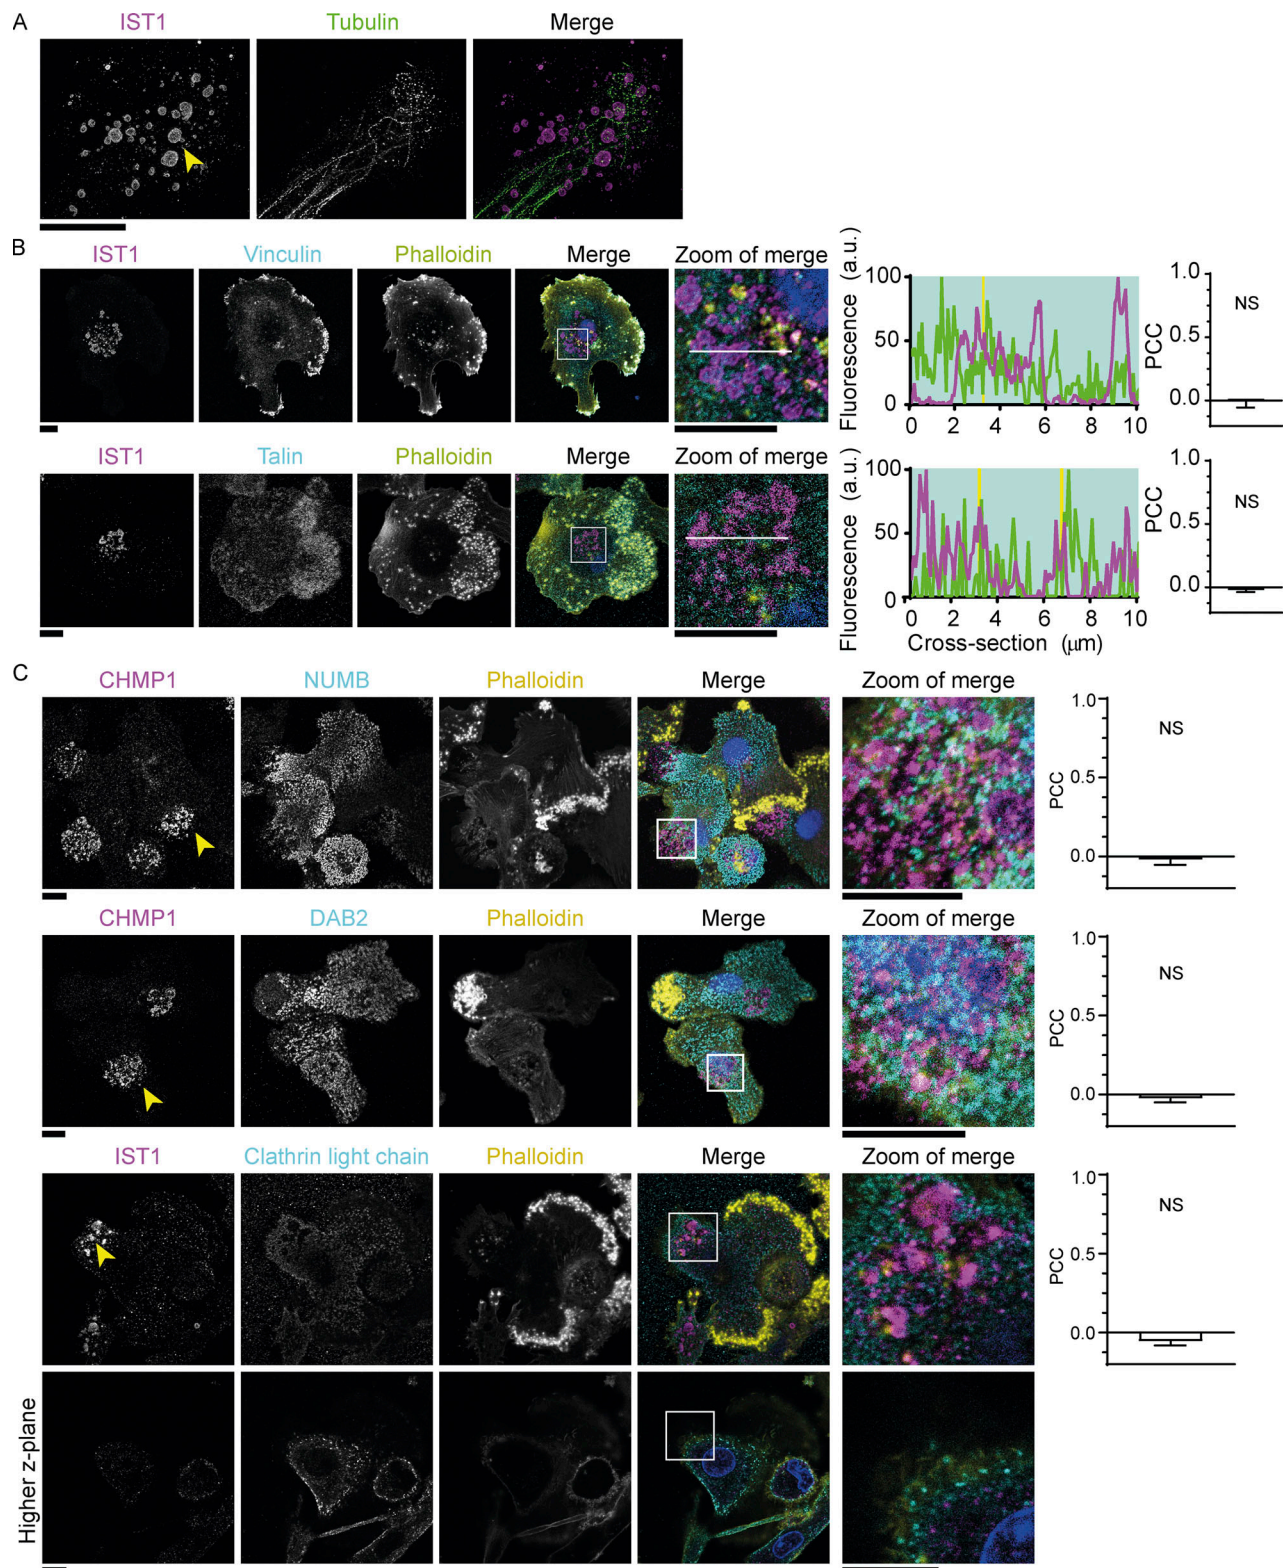 A
IST1 Tubulin Merge
B
IST1 Vinculin Phalloidin Merge Zoom of merge
Fluorescence (a.u.)
100
50
0
0 2 4 6 8 10
PCC
1.0
0.5
0.0
NS
IST1 Talin Phalloidin Merge Zoom of merge
Fluorescence (a.u.)
100
50
0
0 2 4 6 8 10
Cross-section (μm)
PCC
1.0
0.5
0.0
NS
C
CHMP1 NUMB Phalloidin Merge Zoom of merge
PCC
1.0
0.5
0.0
NS
CHMP1 DAB2 Phalloidin Merge Zoom of merge
PCC
1.0
0.5
0.0
NS
IST1 Clathrin light chain Phalloidin Merge Zoom of merge
PCC
1.0
0.5
0.0
NS
Higher z-plane